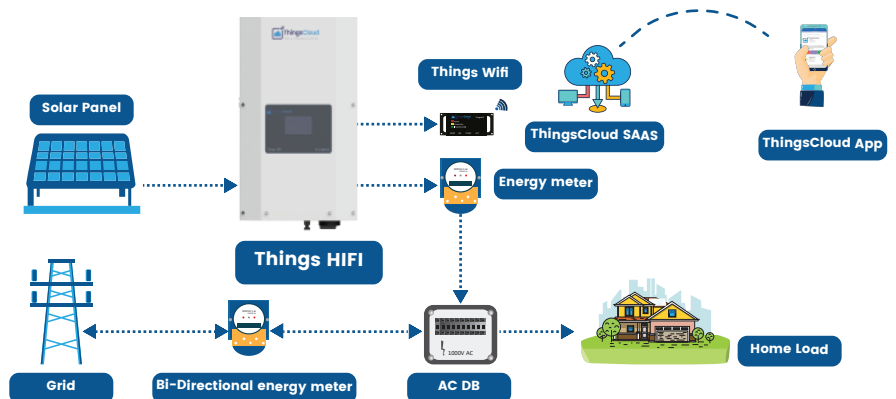 ThingsCloud
Things Wifi
Solar Panel
ThingsCloud SAAS
ThingsCloud App
Energy meter
Things HIFI
1000V AC
Home Load
Grid
Bi-Directional energy meter
AC DB